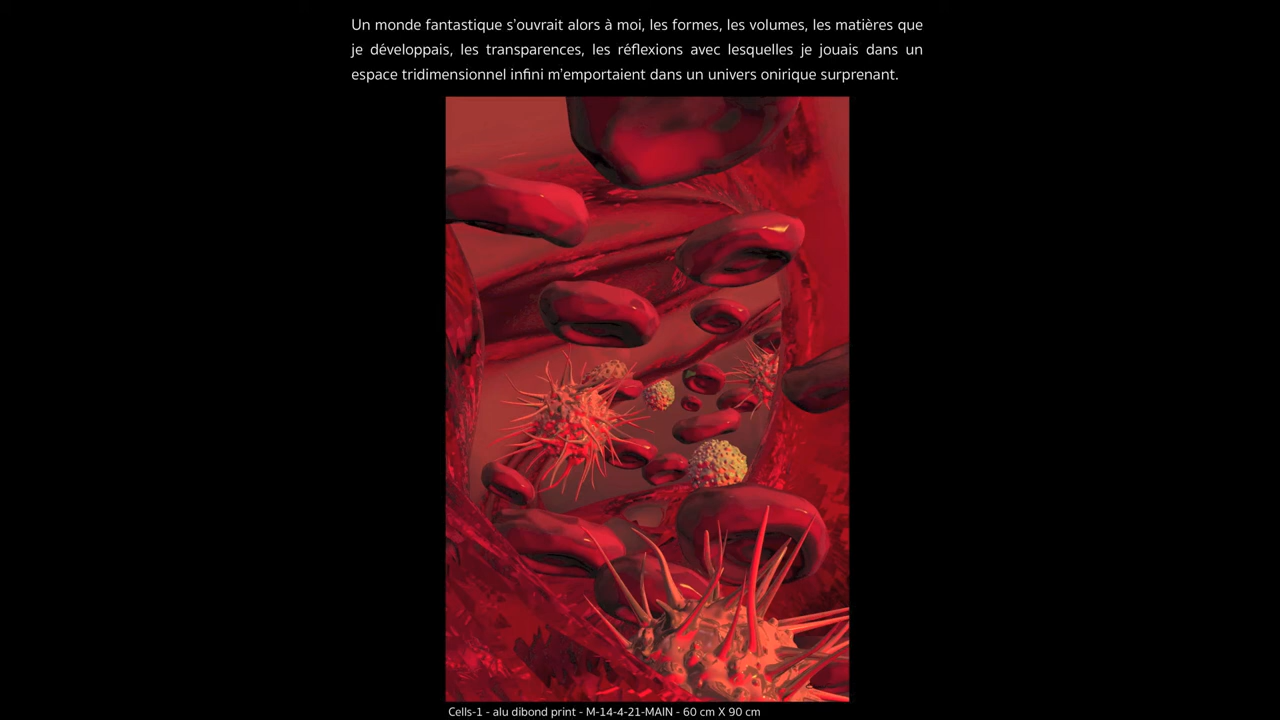 Un monde fantastique s'ouvrait alors à moi, les formes, les volumes, les matières que
je développais, les transparences, les réflexions avec lesquelles je jouais dans un
espace tridimensionnel infini m'emportaient dans un univers onirique surprenant.
Cells-1 - alu dibond print - M-14-4-21-MAIN - 60 cm X 90 cm